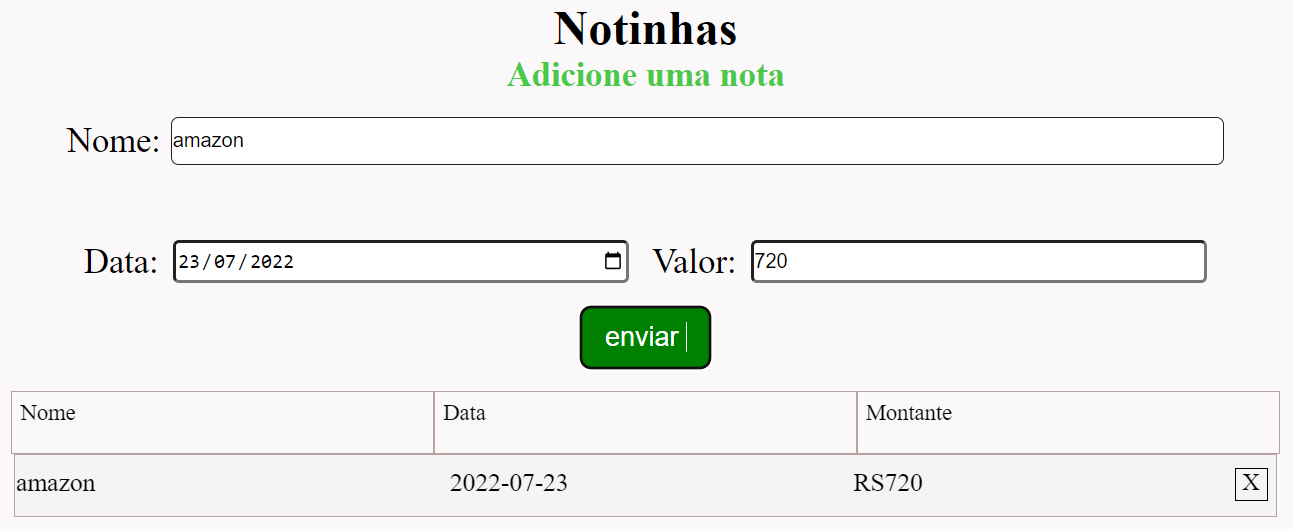 Notinhas
Adicione uma nota
Nome: amazon
Data: 23/07/2022 Valor: 720
enviar
Nome Data Montante
amazon 2022-07-23 RS720 X